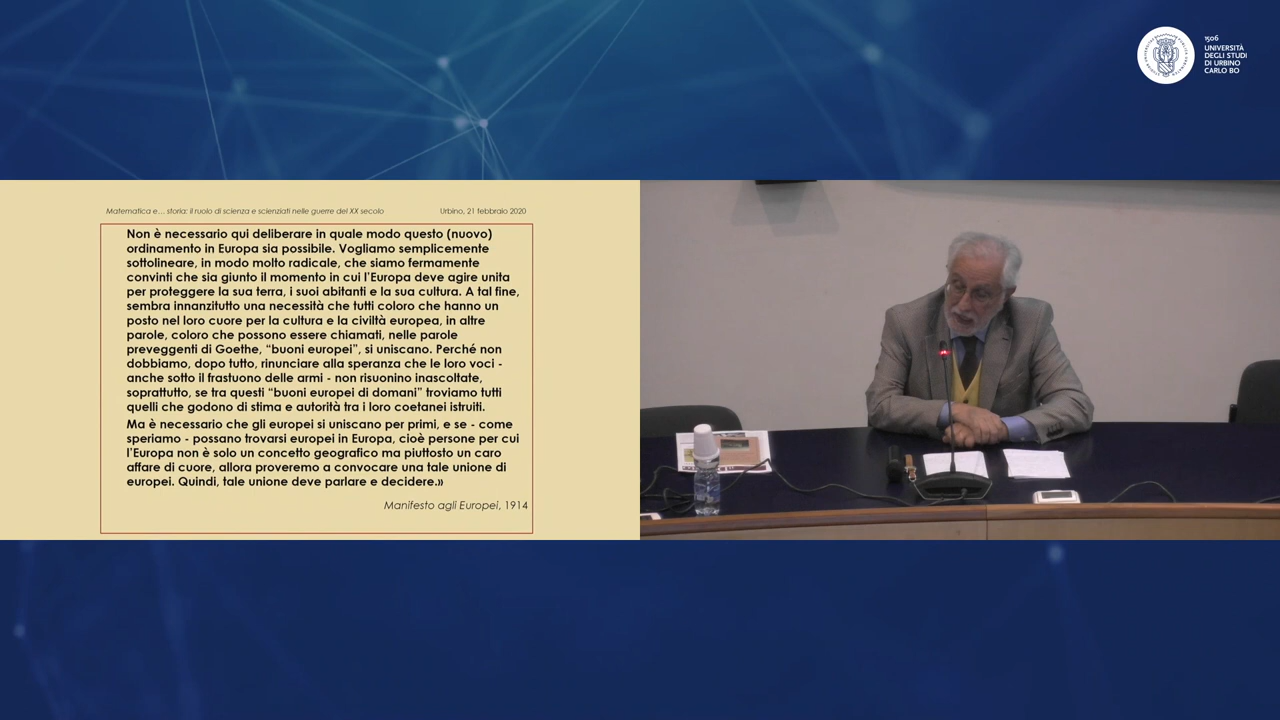 1506
UNIVERSITÀ
DEGLI STUDI
DI URBINO
CARLO BO
Matematica e... storia: il ruolo di scienza e scienziati nelle guerre del XX secolo
Urbino, 21 febbraio 2020
Non è necessario qui deliberare in quale modo questo (nuovo)
ordinamento in Europa sia possibile. Vogliamo semplicemente
sottolineare, in modo molto radicale, che siamo fermamente
convinti che sia giunto il momento in cui l'Europa deve agire unita
per proteggere la sua terra, i suoi abitanti e la sua cultura. A tal fine,
sembra innanzitutto una necessità che tutti coloro che hanno un
posto nel loro cuore per la cultura e la civiltà europea, in altre
parole, coloro che possono essere chiamati, nelle parole
preveggenti di Goethe, "buoni europei", si uniscano. Perché non
dobbiamo, dopo tutto, rinunciare alla speranza che le loro voci -
anche sotto il frastuono delle armi - non risuonino inascoltate,
soprattutto, se tra questi "buoni europei di domani" troviamo tutti
quelli che godono di stima e autorità tra i loro coetanei istruiti.
Ma è necessario che gli europei si uniscano per primi, e se - come
speriamo - possano trovarsi europei in Europa, cioè persone per cui
l'Europa non è solo un concetto geografico ma piuttosto un caro
affare di cuore, allora proveremo a convocare una tale unione di
europei. Quindi, tale unione deve parlare e decidere.»
Manifesto agli Europei, 1914